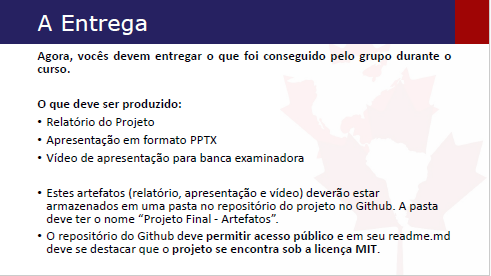 A Entrega
Agora, vocês devem entregar o que foi conseguido pelo grupo durante o
curso.
O que deve ser produzido:
• Relatório do Projeto
• Apresentação em formato PPTX
• Vídeo de apresentação para banca examinadora
• Estes artefatos (relatório, apresentação e vídeo) deverão estar
armazenados em uma pasta no repositório do projeto no Github. A pasta
deve ter o nome “Projeto Final - Artefatos”.
• O repositório do Github deve permitir acesso público e em seu readme.md
deve se destacar que o projeto se encontra sob a licença MIT.